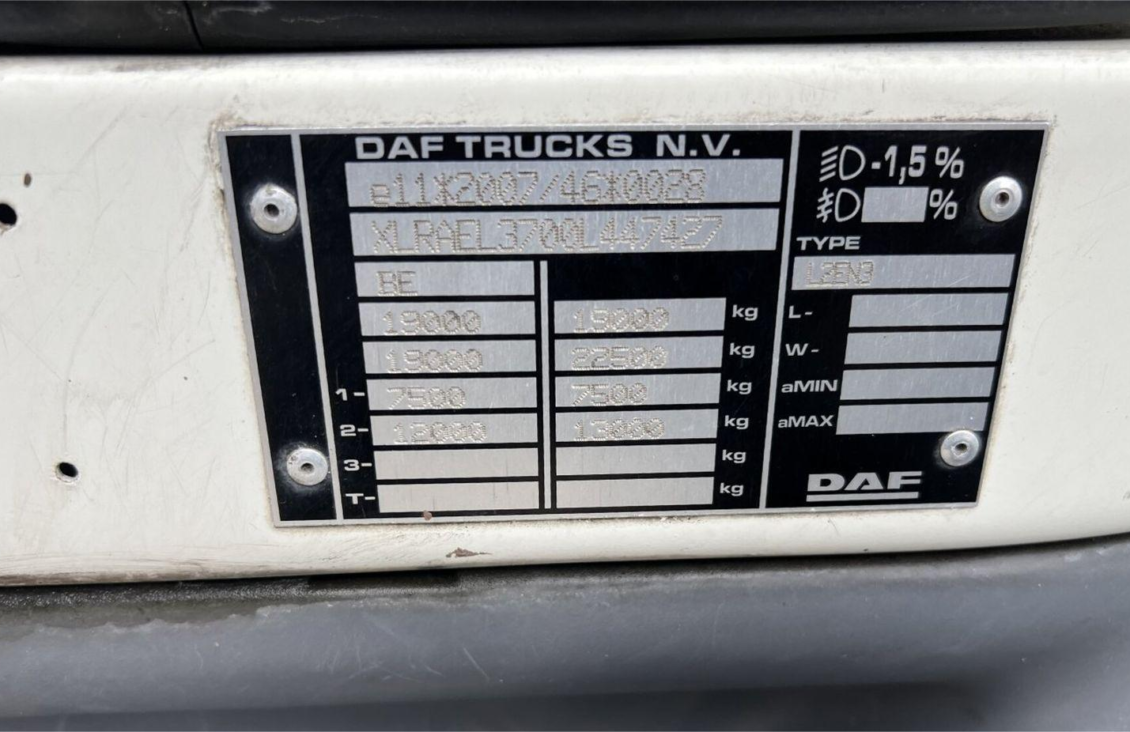 DAF TRUCKS N.V.
e11*2007/46*0028
XLRAEL3700L447427
BE
19000 19000 kg
19000 22500 kg
1- 7500 7500 kg
2- 12000 13000 kg
3- kg
T- kg
-1,5 %
%
TYPE
L2EN3
L-
W-
aMIN
aMAX
DAF